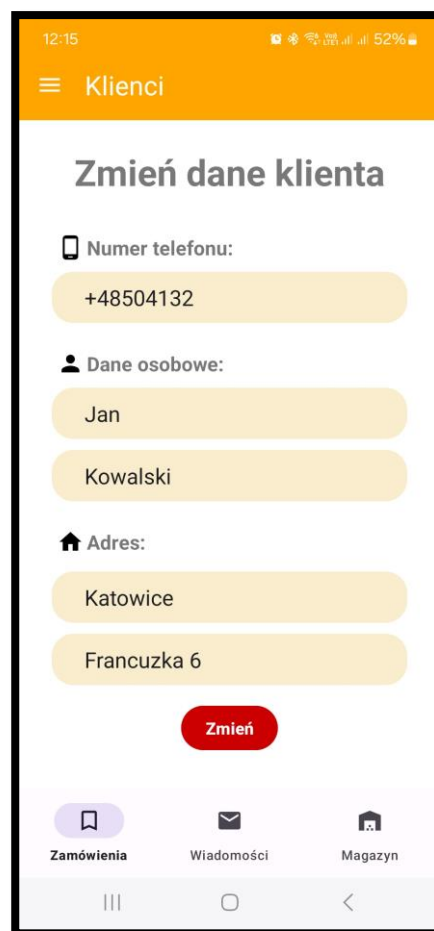 12:15
52%
Klienci
Zmień dane klienta
Numer telefonu:
+48504132
Dane osobowe:
Jan
Kowalski
Adres:
Katowice
Francuzka 6
Zmień
Zamówienia Wiadomości Magazyn